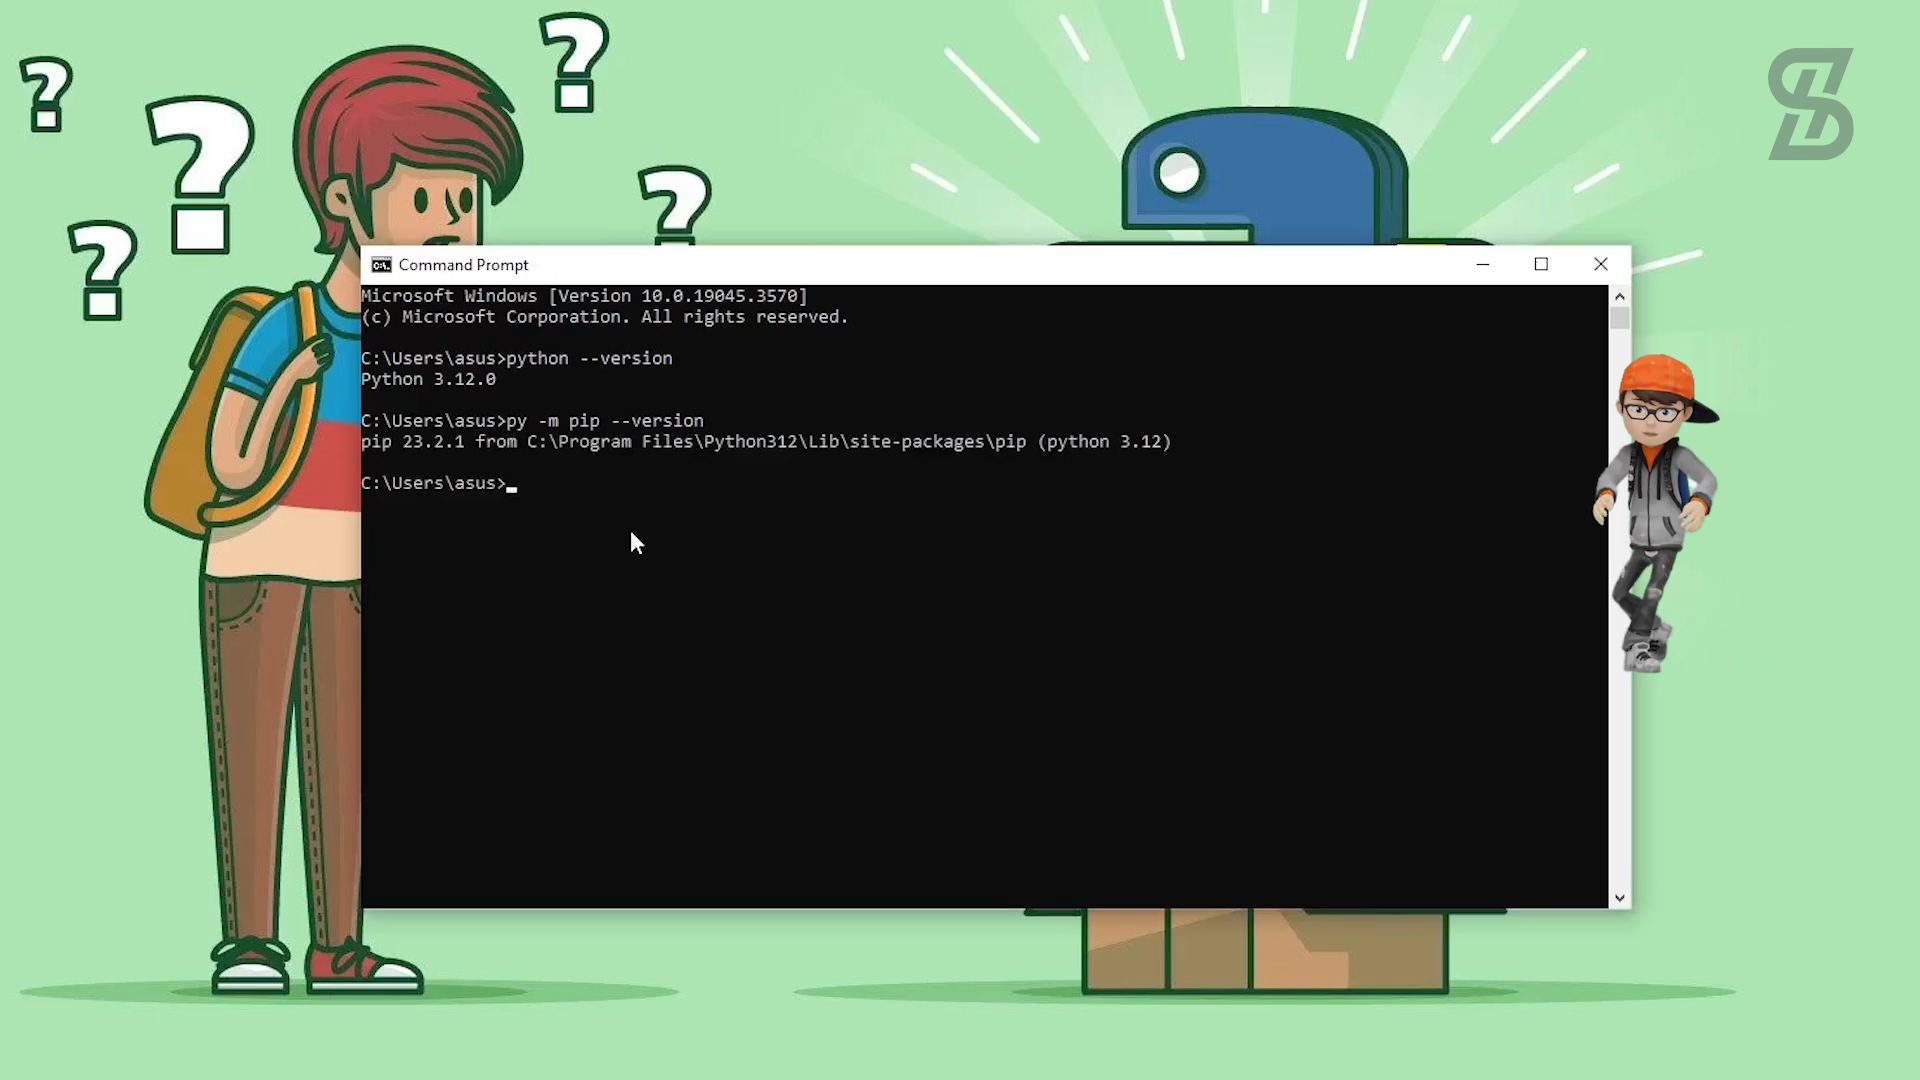 ?
?
?
?
?
Command Prompt
Microsoft Windows [Version 10.0.19045.3570]
(c) Microsoft Corporation. All rights reserved.
C:\Users\asus>python --version
Python 3.12.0
C:\Users\asus>py -m pip --version
pip 23.2.1 from C:\Program Files\Python312\Lib\site-packages\pip (python 3.12)
C:\Users\asus>